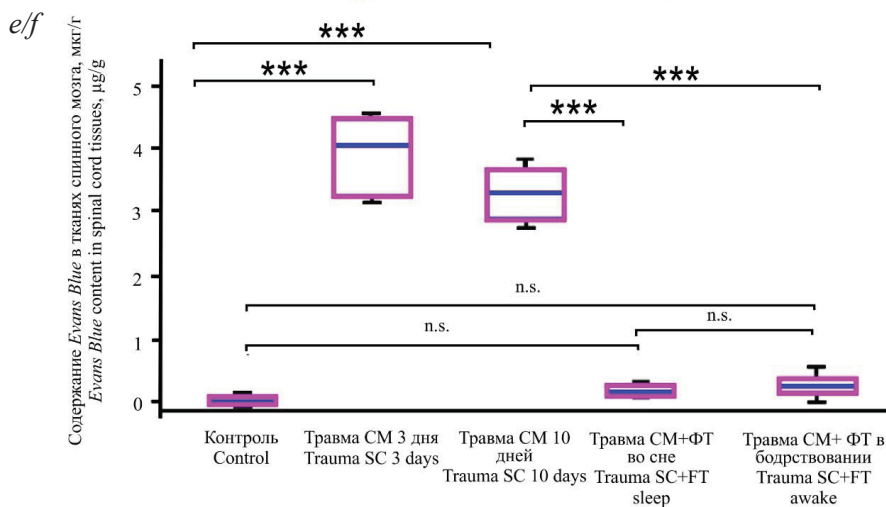 e/f
Содержание Evans Blue в тканях спинного мозга, мкг/г
Evans Blue content in spinal cord tissues, µg/g
***
***
***
***
5
4
3
2
1
0
n.s.
n.s.
n.s.
Контроль
Control
Травма СМ 3 дня
Trauma SC 3 days
Травма СМ 10
дней
Trauma SC 10 days
Травма СМ+ФТ
во сне
Trauma SC+FT
sleep
Травма СМ+ ФТ в
бодрствовании
Trauma SC+FT
awake